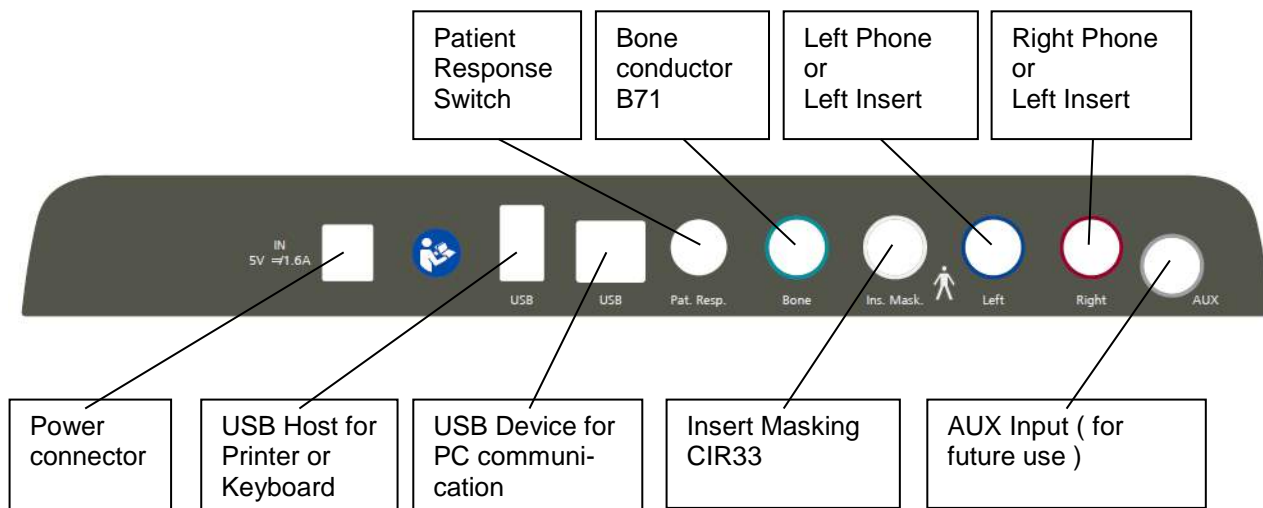 Patient
Response
Switch
Bone
conductor
B71
Left Phone
or
Left Insert
Right Phone
or
Left Insert
IN
5V ⎓/1.6A
USB
USB
Pat. Resp.
Bone
Ins. Mask.
Left
Right
AUX
Power
connector
USB Host for
Printer or
Keyboard
USB Device for
PC communi-
cation
Insert Masking
CIR33
AUX Input ( for
future use )